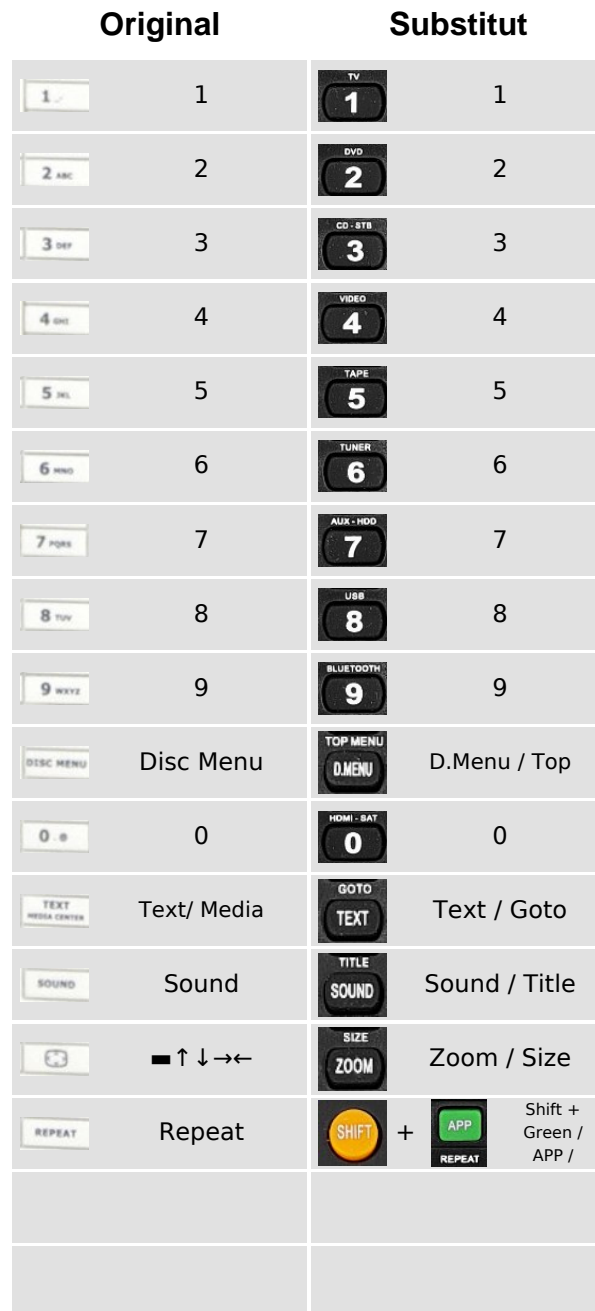 Original Substitut
1 1 TV 1 1
2 ABC 2 DVD 2 2
3 DEF 3 CD - STB 3 3
4 GHI 4 VIDEO 4 4
5 JKL 5 TAPE 5 5
6 MNO 6 TUNER 6 6
7 PQRS 7 AUX - HDD 7 7
8 TUV 8 USB 8 8
9 WXYZ 9 BLUETOOTH 9 9
TOP MENU
DISC MENU Disc Menu D.MENU D.Menu / Top
HDMI - SAT
0 0 0 0
GOTO
TEXT
MEDIA CENTER Text/ Media TEXT Text / Goto
TITLE
SOUND Sound SOUND Sound / Title
SIZE
▬↑↓→← ZOOM Zoom / Size
REPEAT Repeat SHIFT + APP
REPEAT
Shift +
Green /
APP /